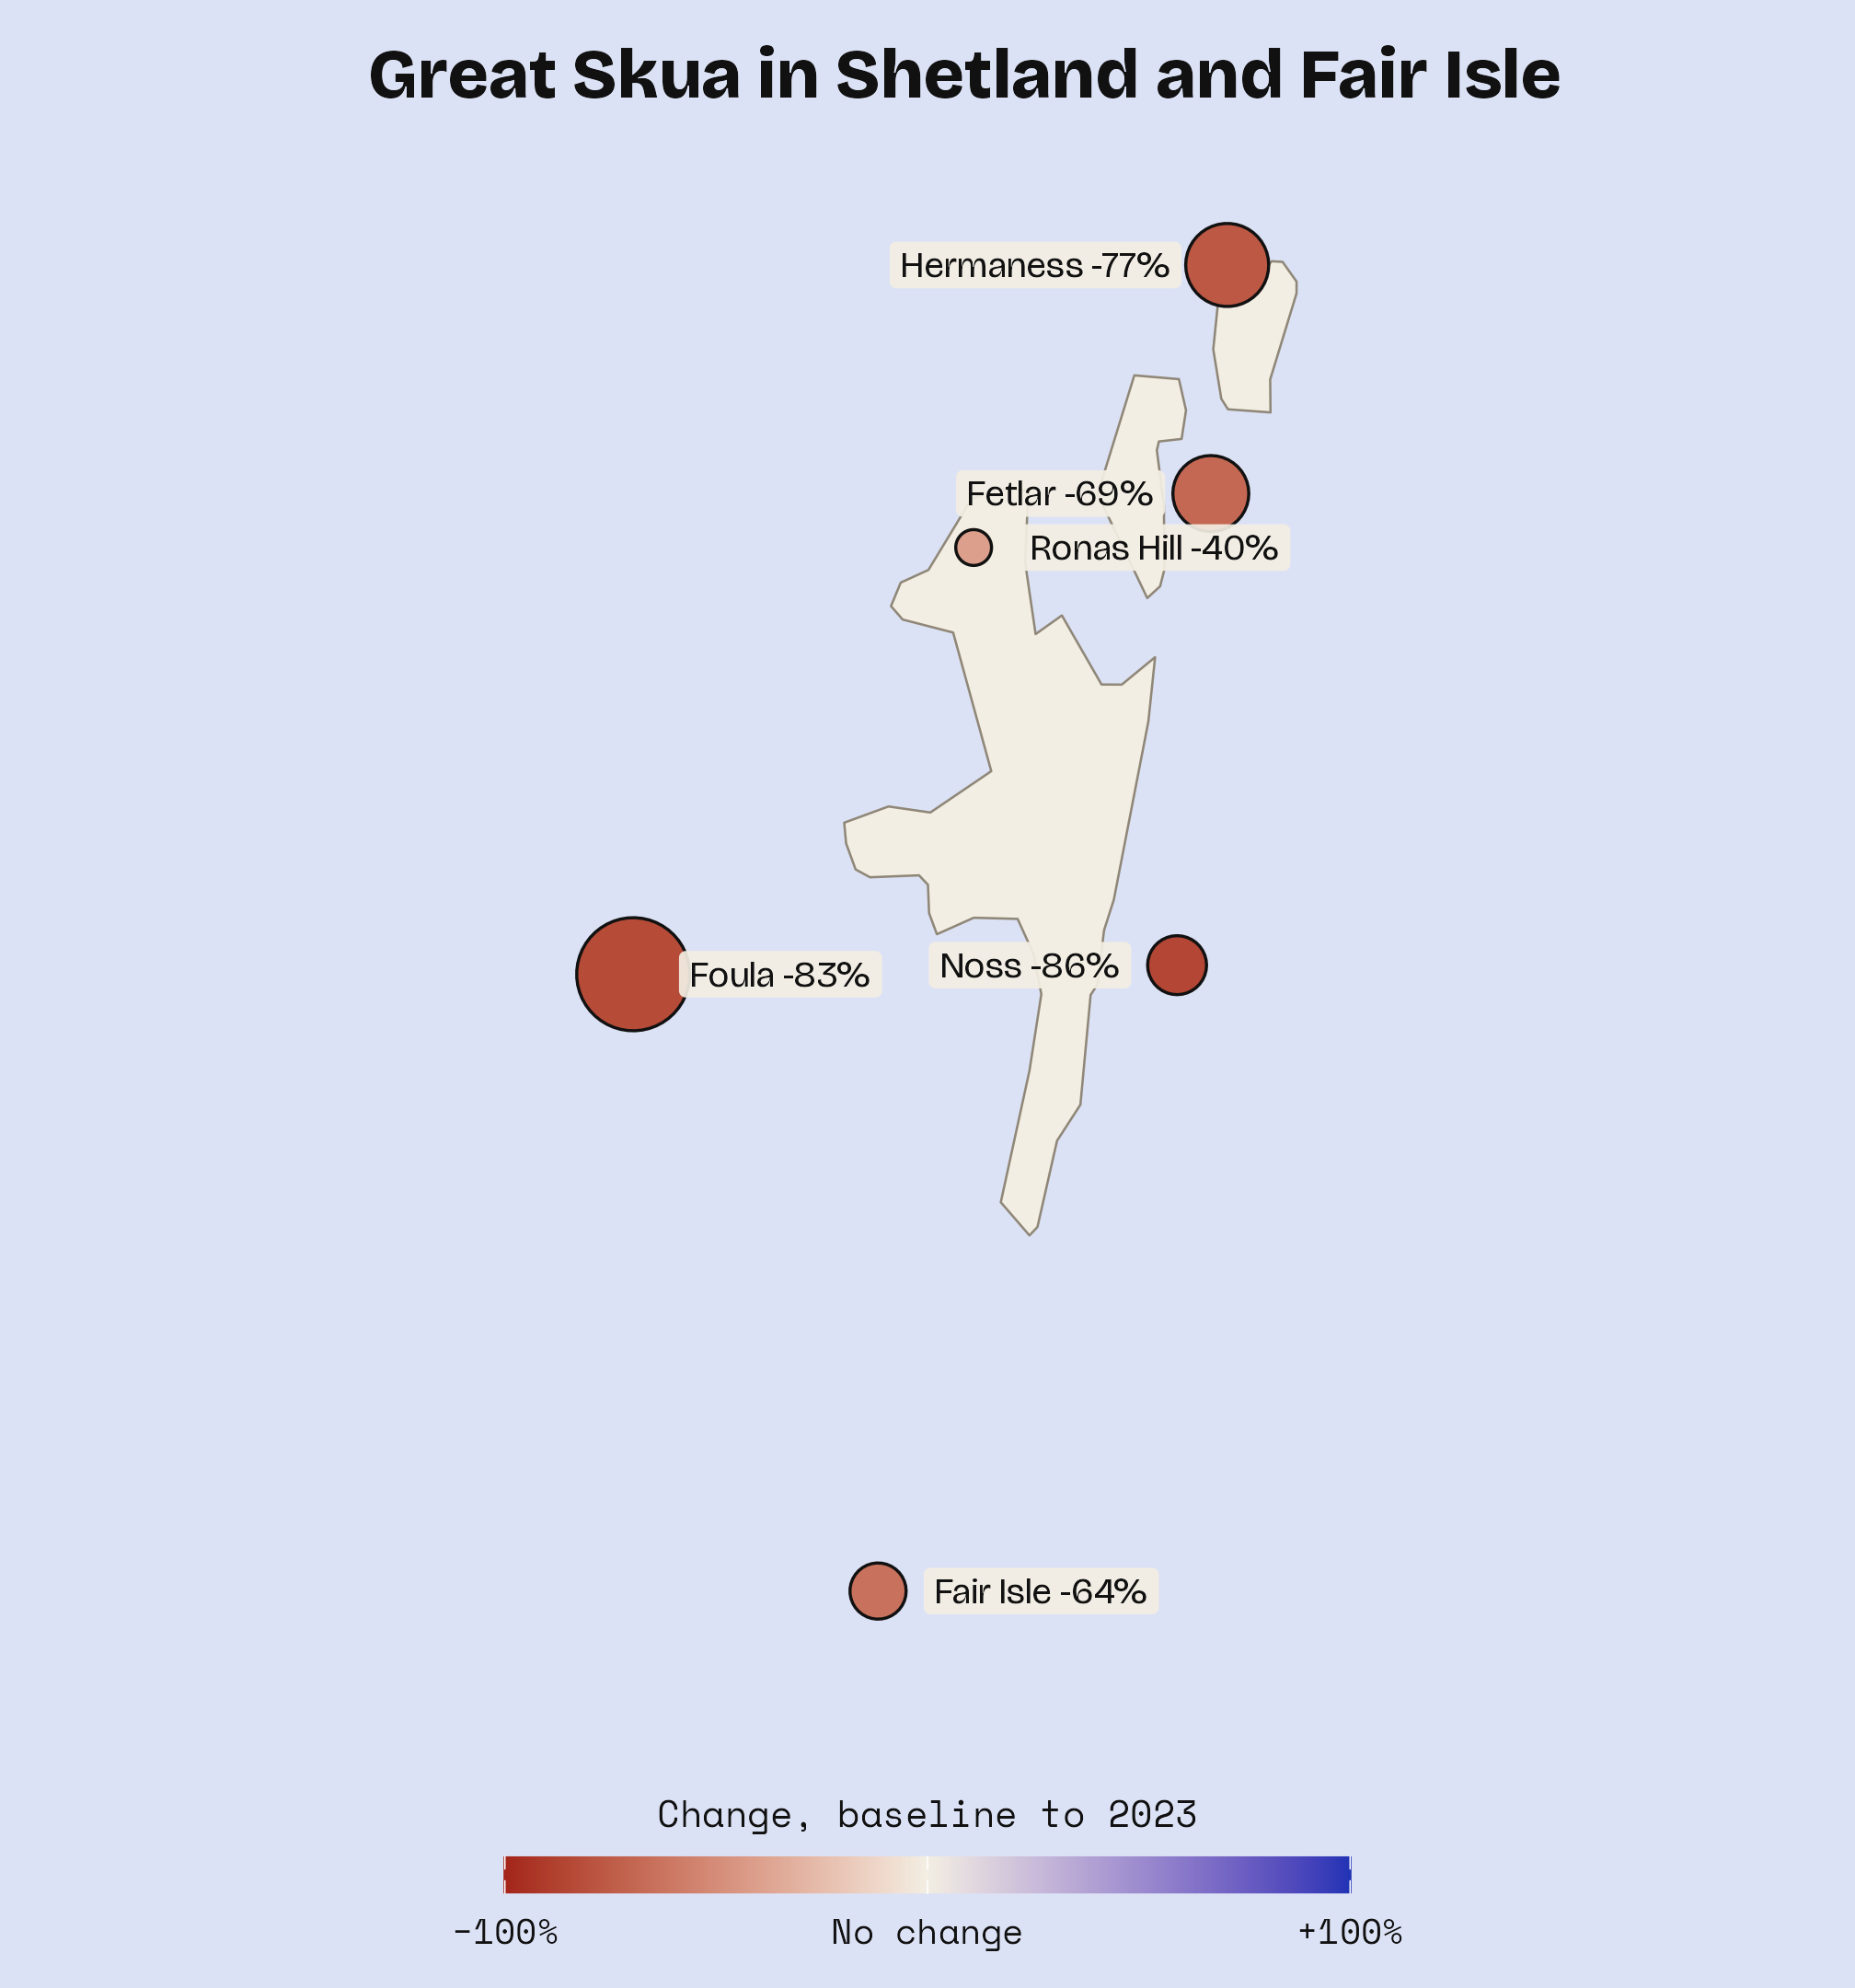 Great Skua in Shetland and Fair Isle
Hermaness -77%
Fetlar -69%
Ronas Hill -40%
Foula -83%
Noss -86%
Fair Isle -64%
Change, baseline to 2023
−100%
No change
+100%